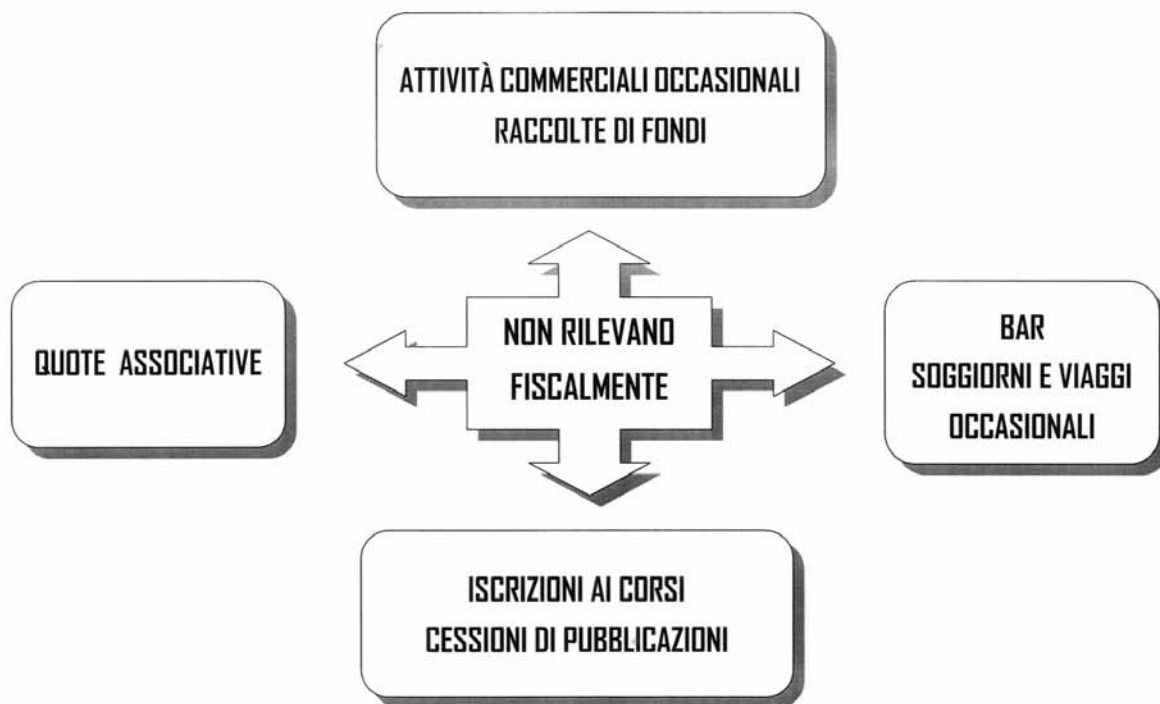 ATTIVITÀ COMMERCIALI OCCASIONALI
RACCOLTE DI FONDI
QUOTE ASSOCIATIVE
NON RILEVANO
FISCALMENTE
BAR
SOGGIORNI E VIAGGI
OCCASIONALI
ISCRIZIONI AI CORSI
CESSIONI DI PUBBLICAZIONI